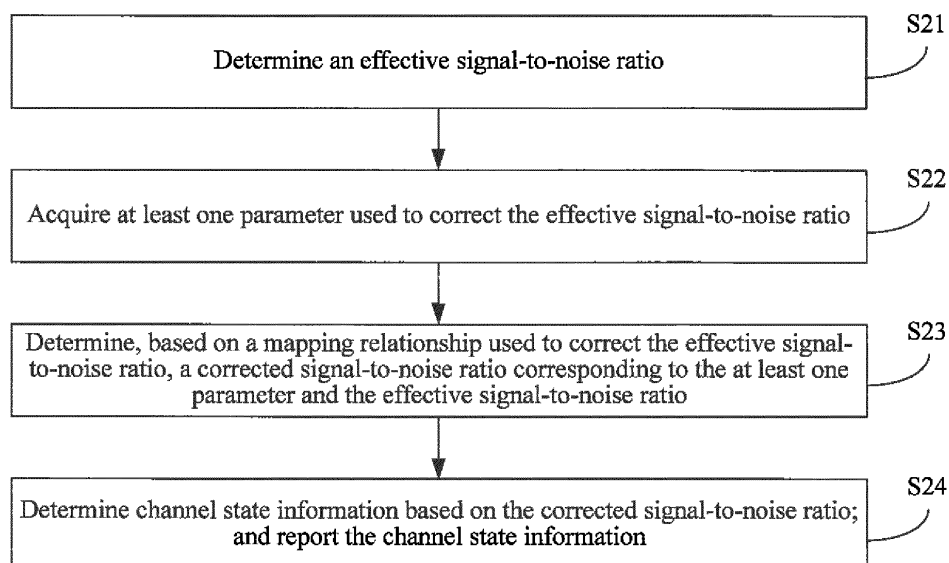 S21
Determine an effective signal-to-noise ratio
S22
Acquire at least one parameter used to correct the effective signal-to-noise ratio
S23
Determine, based on a mapping relationship used to correct the effective signal-
to-noise ratio, a corrected signal-to-noise ratio corresponding to the at least one
parameter and the effective signal-to-noise ratio
S24
Determine channel state information based on the corrected signal-to-noise ratio;
and report the channel state information